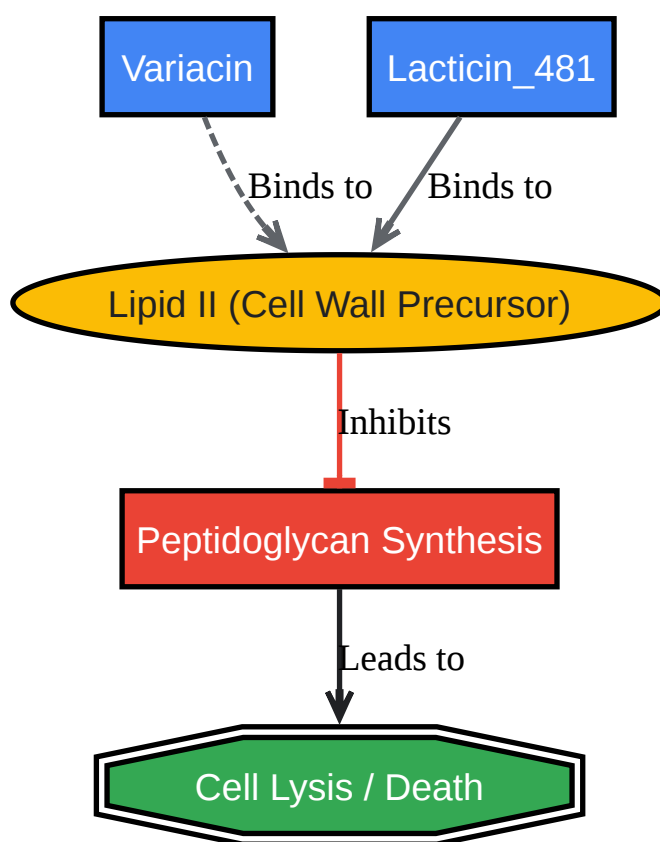 Variacin
Lacticin_481
Binds to
Binds to
Lipid II (Cell Wall Precursor)
Inhibits
Peptidoglycan Synthesis
Leads to
Cell Lysis / Death